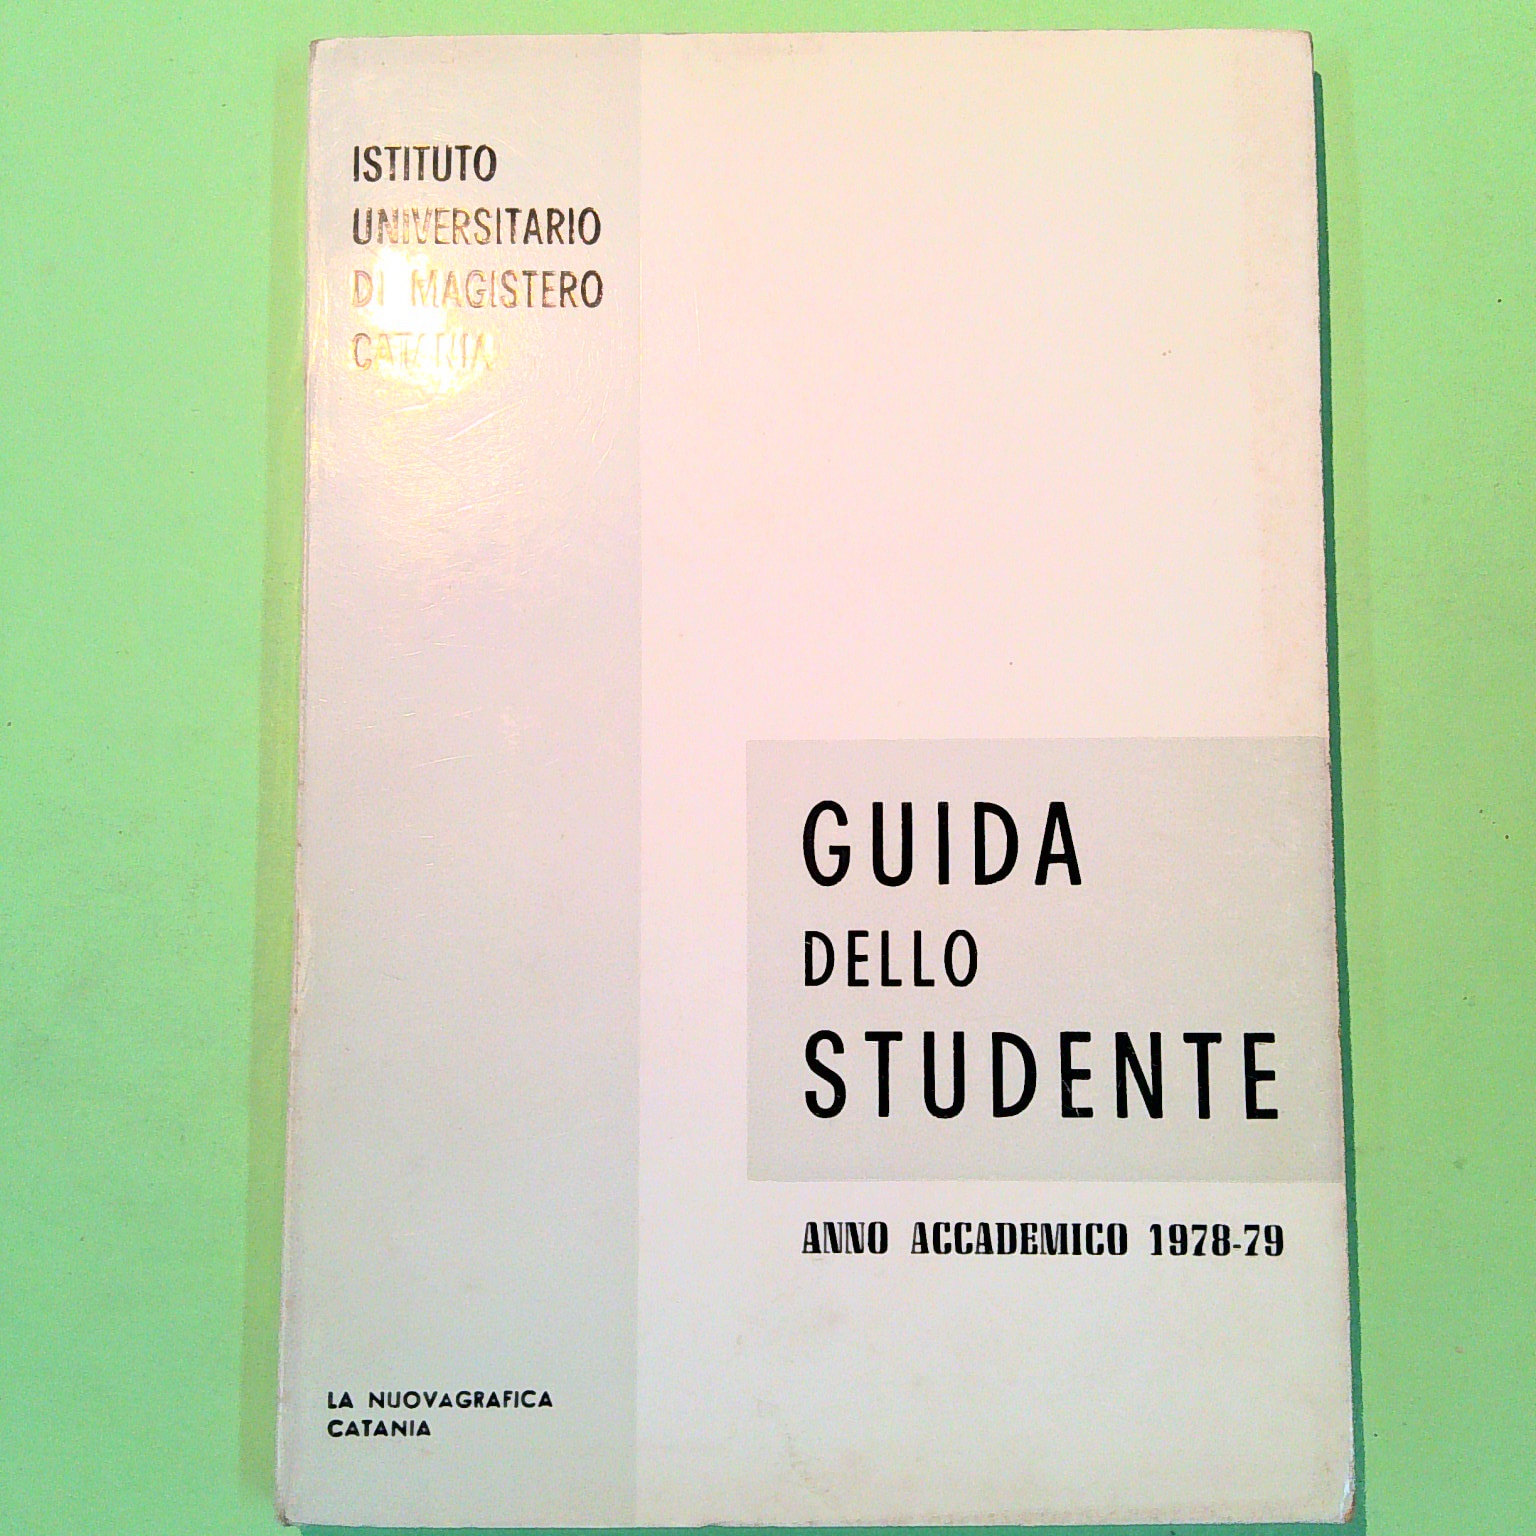 ISTITUTO
UNIVERSITARIO
DI MAGISTERO
CATANIA
GUIDA
DELLO
STUDENTE
ANNO ACCADEMICO 1978-79
LA NUOVAGRAFICA
CATANIA